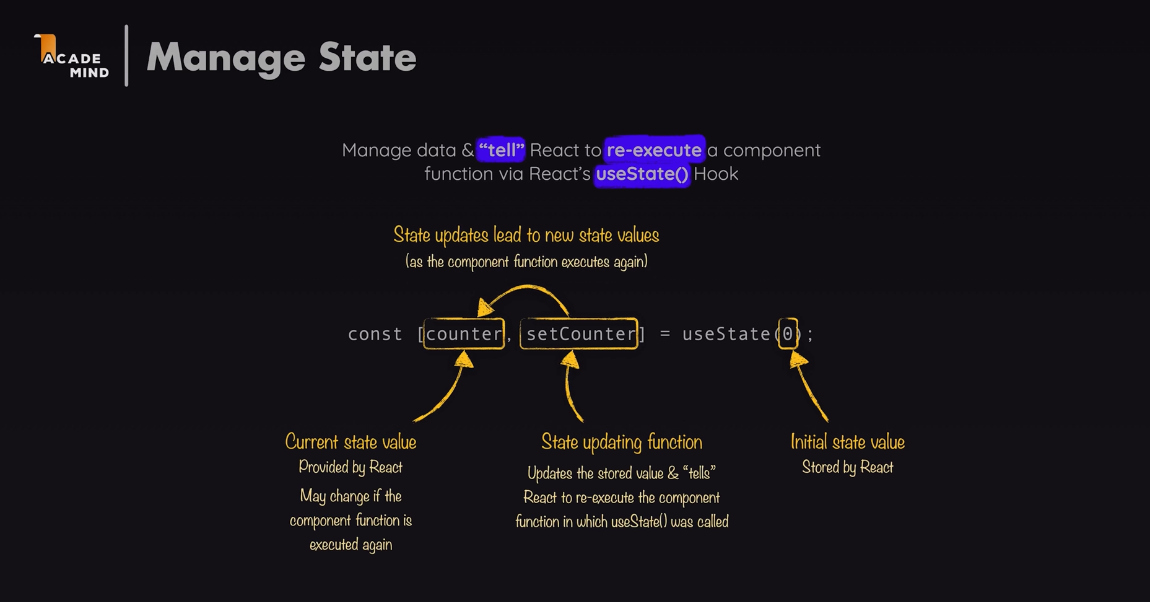 ACADE
MIND
Manage State
Manage data & “tell” React to re-execute a component
function via React’s useState() Hook
State updates lead to new state values
(as the component function executes again)
const [counter, setCounter] = useState(0);
Current state value
Provided by React
May change if the
component function is
executed again
State updating function
Updates the stored value & “tells”
React to re-execute the component
function in which useState() was called
Initial state value
Stored by React